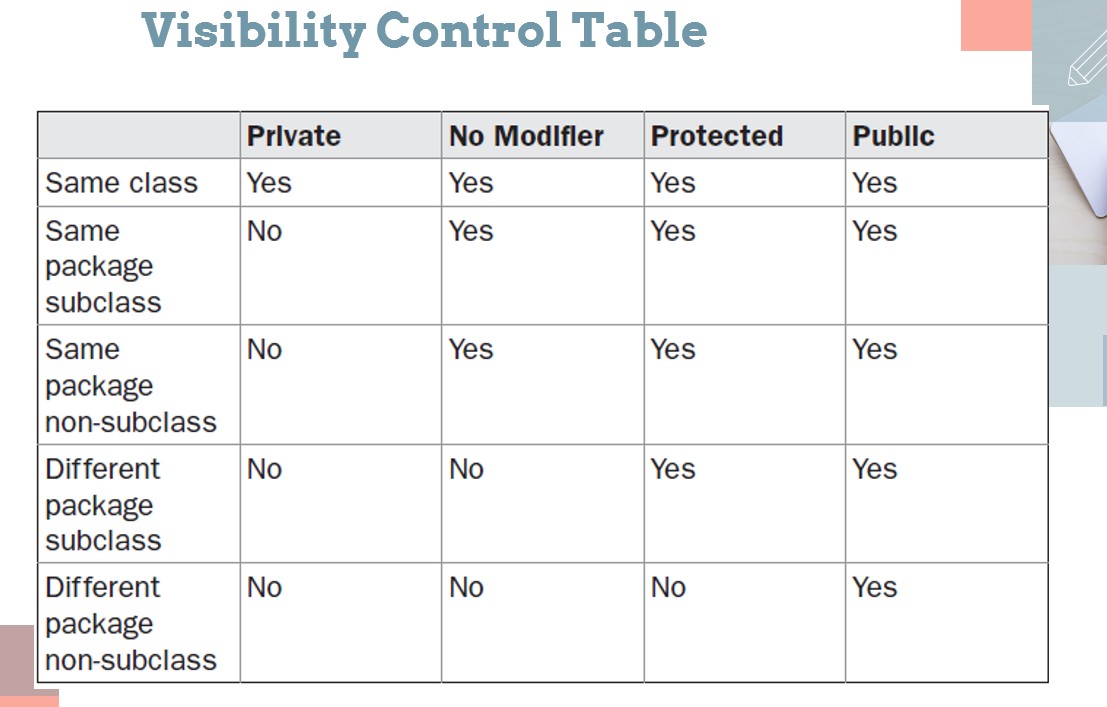 Visibility Control Table
Private No Modifier Protected Public
Same class Yes Yes Yes Yes
Same No Yes Yes Yes
package
subclass
Same No Yes Yes Yes
package
non-subclass
Different No No Yes Yes
package
subclass
Different No No No Yes
package
non-subclass